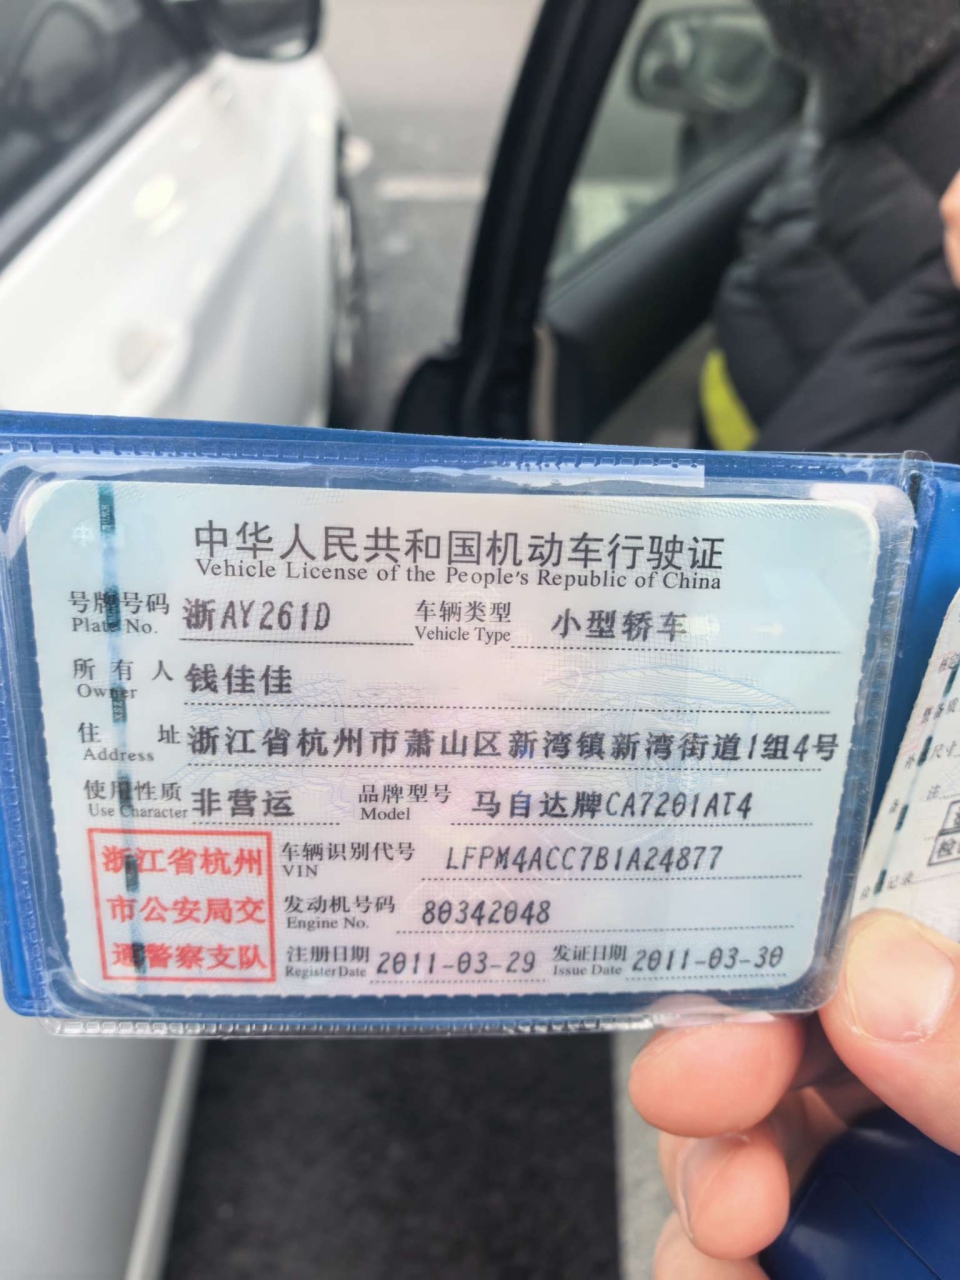 中华人民共和国机动车行驶证
Vehicle License of the People's Republic of China
号牌号码 浙AY261D 车辆类型 小型轿车
Plate No. Vehicle Type
所有人 钱佳佳
Owner
住址 浙江省杭州市萧山区新湾镇新湾街道1组4号
Address
使用性质 非营运 品牌型号 马自达牌CA7201AT4
Use Character Model
浙江省杭州
市公安局交
通警察支队
车辆识别代号 LFPM4ACC7B1A24877
VIN
发动机号码 80342048
Engine No.
注册日期 2011-03-29 发证日期 2011-03-30
Register Date Issue Date